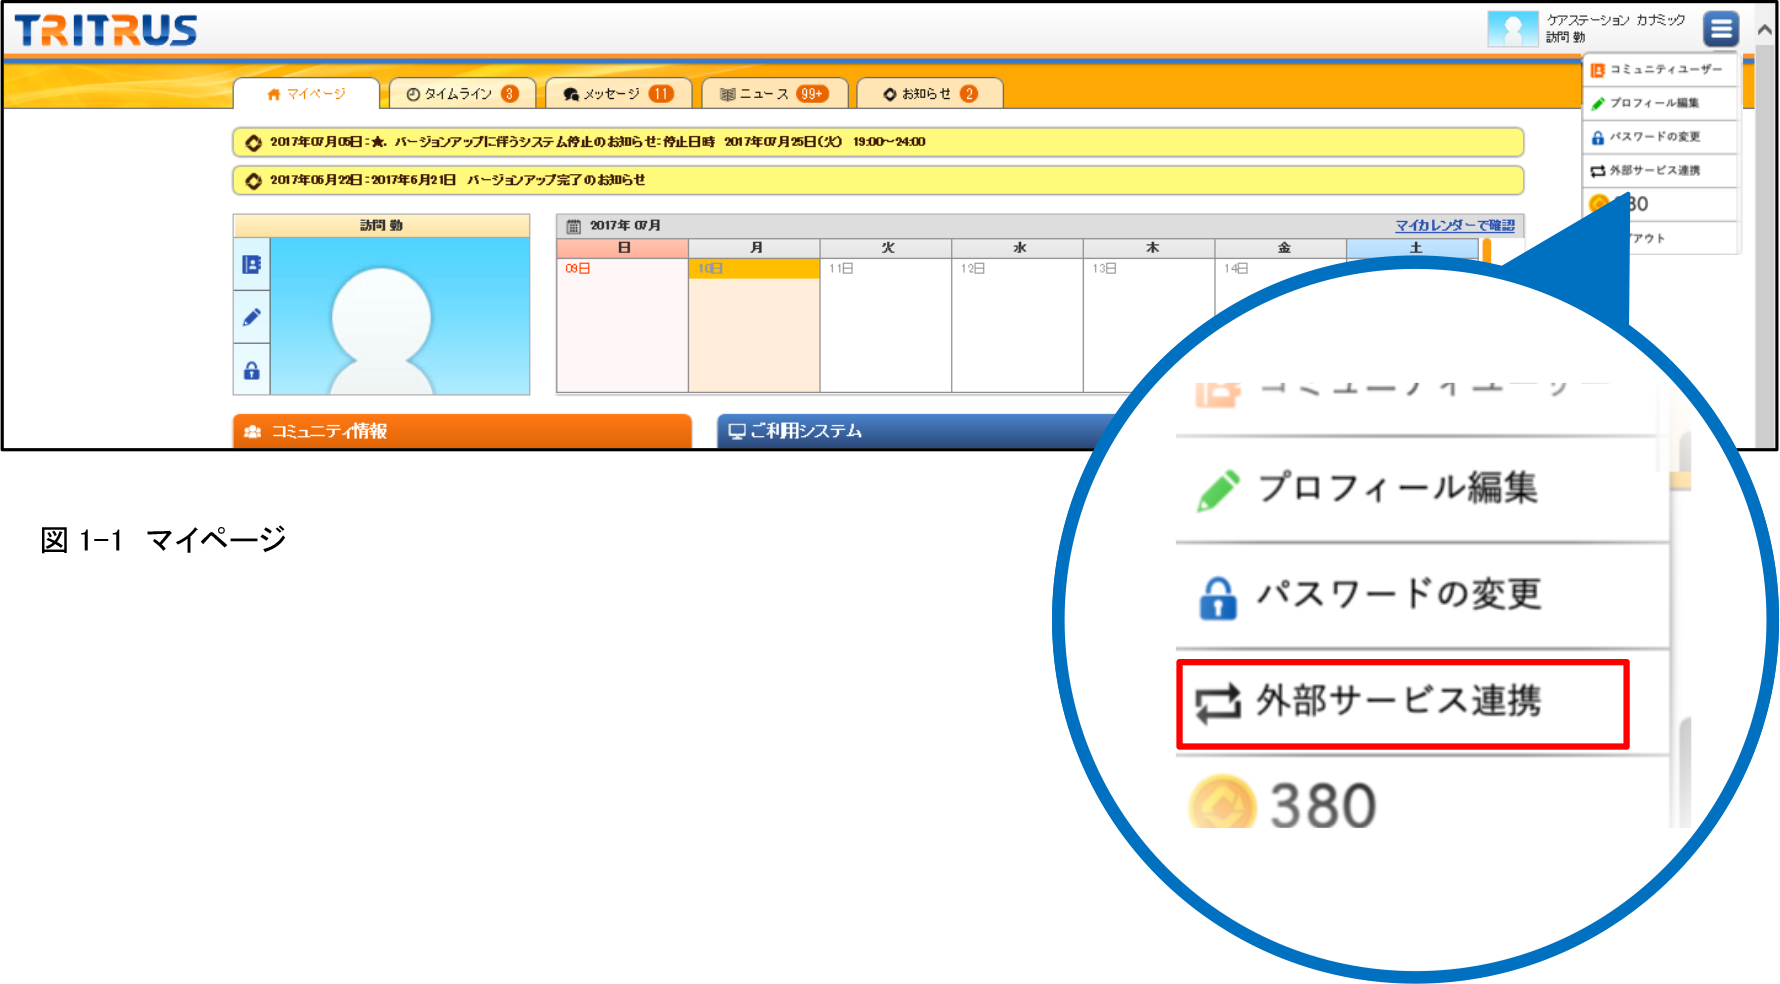 TRITRUS
ケアステーション カナミック
訪問 勤
マイページ
タイムライン 3
メッセージ 11
ニュース 99+
お知らせ 2
コミュニティユーザー
プロフィール編集
パスワードの変更
外部サービス連携
80
アウト
2017年07月05日:★. バージョンアップに伴うシステム停止のお知らせ:停止日時 2017年07月25日(火) 19:00～24:00
2017年06月22日:2017年6月21日 バージョンアップ完了のお知らせ
訪問 勤
2017年 07月
マイカレンダーで確認
日 月 火 水 木 金 土
09日 10日 11日 12日 13日 14日
コミュニティ情報
ご利用システム
コミュニティユーザー
プロフィール編集
パスワードの変更
外部サービス連携
380
図 1-1 マイページ